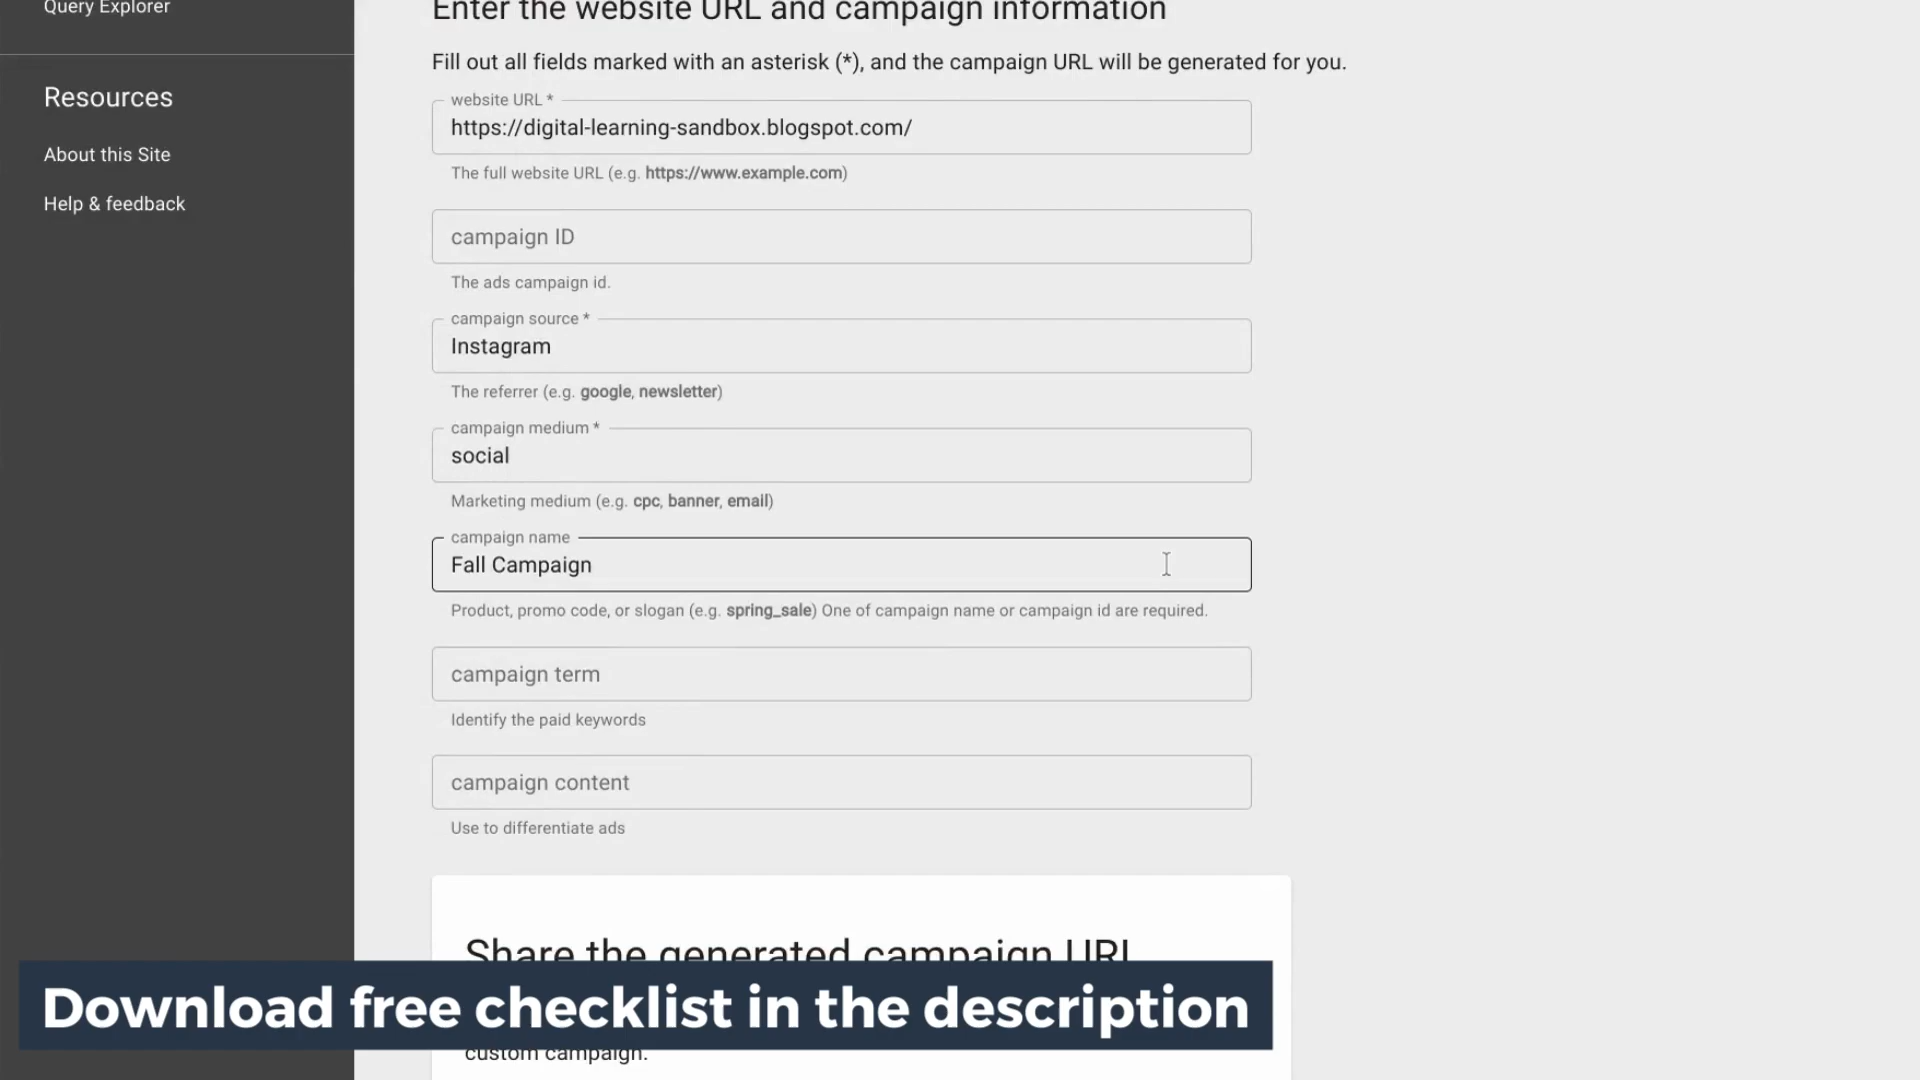 Query Explorer
Resources
About this Site
Help & feedback
Enter the website URL and campaign information
Fill out all fields marked with an asterisk (*), and the campaign URL will be generated for you.
website URL *
https://digital-learning-sandbox.blogspot.com/
The full website URL (e.g. https://www.example.com)
campaign ID
The ads campaign id.
campaign source *
Instagram
The referrer (e.g. google, newsletter)
campaign medium *
social
Marketing medium (e.g. cpc, banner, email)
campaign name
Fall Campaign
Product, promo code, or slogan (e.g. spring_sale) One of campaign name or campaign id are required.
campaign term
Identify the paid keywords
campaign content
Use to differentiate ads
Share the generated campaign URL
Download free checklist in the description
custom campaign.